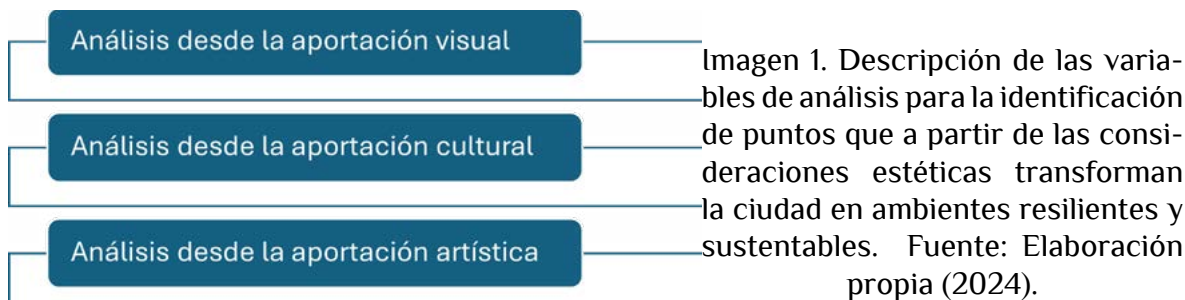 Análisis desde la aportación visual
Análisis desde la aportación cultural
Análisis desde la aportación artística
Imagen 1. Descripción de las varia-
bles de análisis para la identificación
de puntos que a partir de las consi-
deraciones estéticas transforman
la ciudad en ambientes resilientes y
sustentables. Fuente: Elaboración
propia (2024).